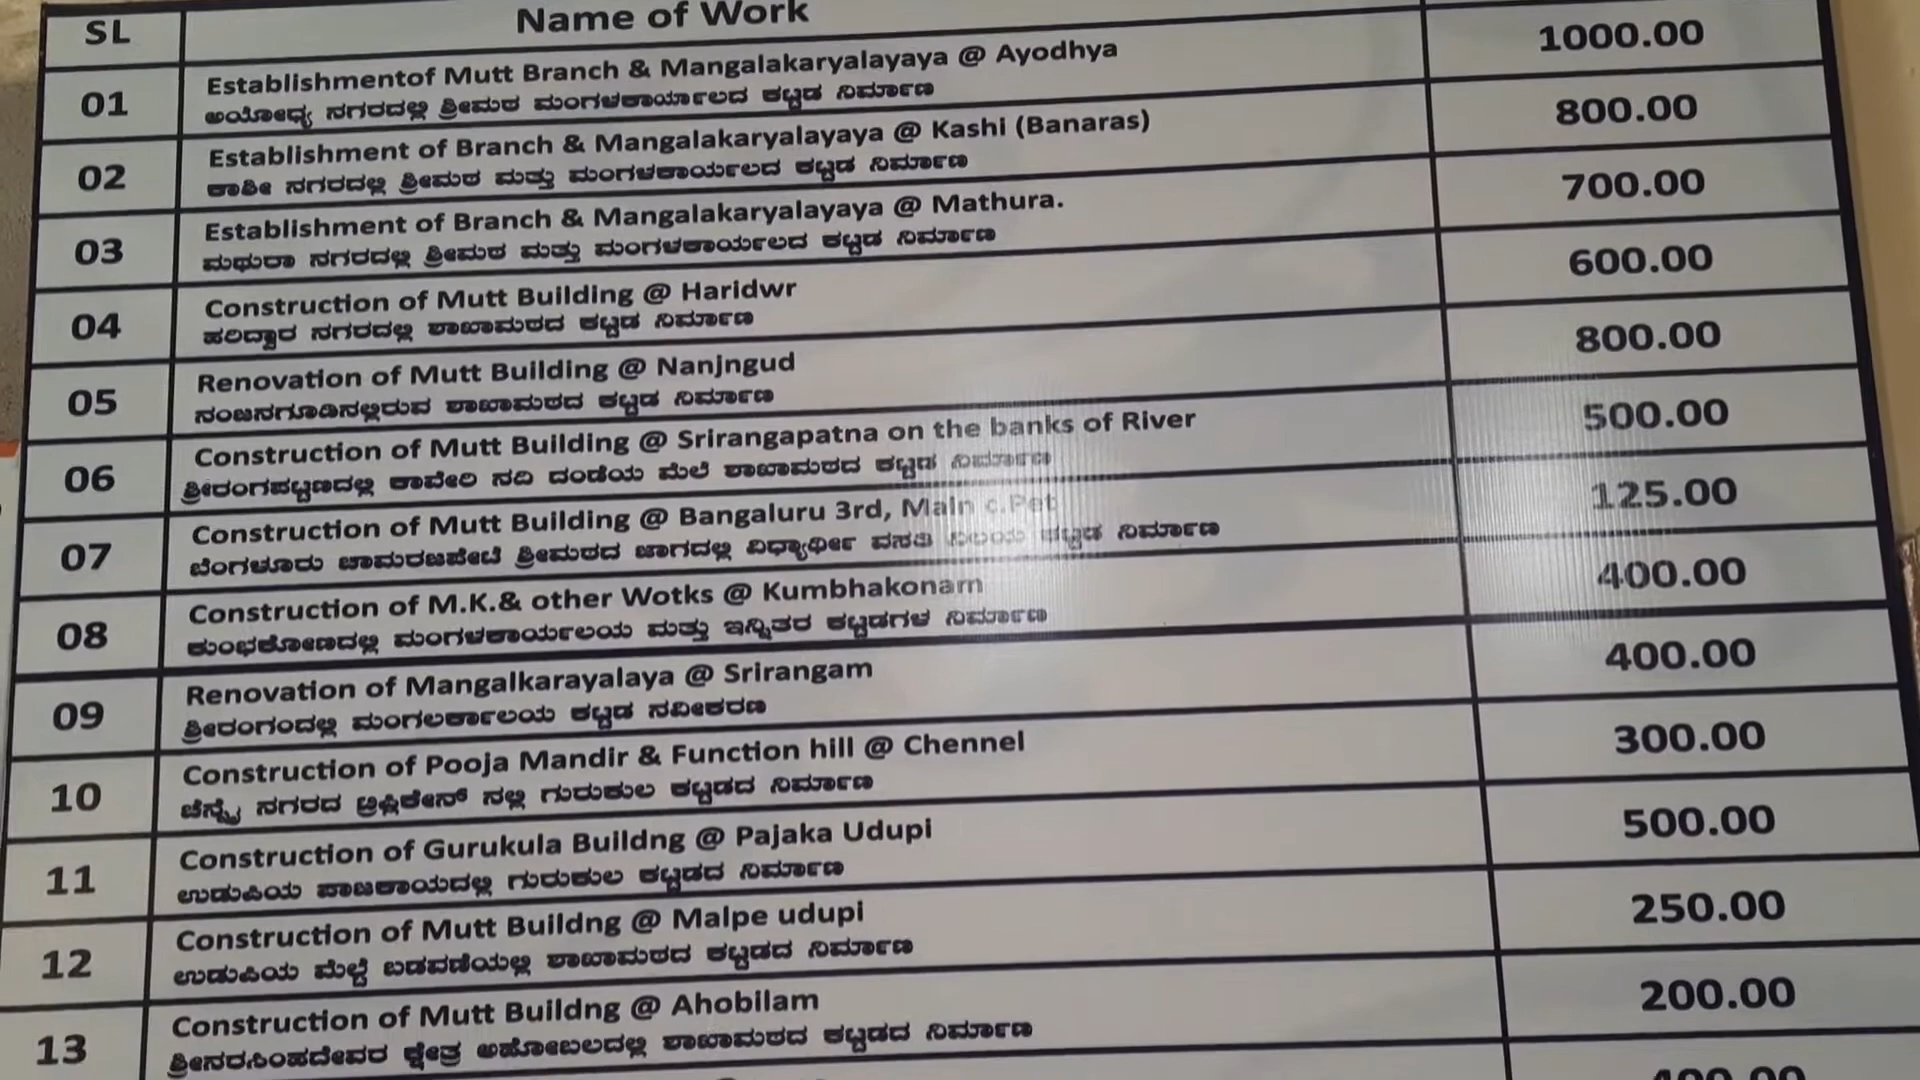 SL Name of Work
01 Establishmentof Mutt Branch & Mangalakaryalayaya @ Ayodhya 1000.00
ಅಯೋಧ್ಯ ನಗರದಲ್ಲಿ ಶ್ರೀಮಠ ಮಂಗಳಕಾರ್ಯಾಲದ ಕಟ್ಟಡ ನಿರ್ಮಾಣ
02 Establishment of Branch & Mangalakaryalayaya @ Kashi (Banaras) 800.00
ಕಾಶೀ ನಗರದಲ್ಲಿ ಶ್ರೀಮಠ ಮತ್ತು ಮಂಗಳಕಾರ್ಯಲದ ಕಟ್ಟಡ ನಿರ್ಮಾಣ
03 Establishment of Branch & Mangalakaryalayaya @ Mathura. 700.00
ಮಥುರಾ ನಗರದಲ್ಲಿ ಶ್ರೀಮಠ ಮತ್ತು ಮಂಗಳಕಾರ್ಯಲದ ಕಟ್ಟಡ ನಿರ್ಮಾಣ
04 Construction of Mutt Building @ Haridwr 600.00
ಹರಿದ್ವಾರ ನಗರದಲ್ಲಿ ಶಾಖಾಮಠದ ಕಟ್ಟಡ ನಿರ್ಮಾಣ
05 Renovation of Mutt Building @ Nanjngud 800.00
ನಂಜನಗೂಡಿನಲ್ಲಿರುವ ಶಾಖಾಮಠದ ಕಟ್ಟಡ ನಿರ್ಮಾಣ
06 Construction of Mutt Building @ Srirangapatna on the banks of River 500.00
ಶ್ರೀರಂಗಪಟ್ಟಣದಲ್ಲಿ ಕಾವೇರಿ ನದಿ ದಂಡೆಯ ಮೇಲೆ ಶಾಖಾಮಠದ ಕಟ್ಟಡ ನಿರ್ಮಾಣ
07 Construction of Mutt Building @ Bangaluru 3rd, Main c.Pet 125.00
ಬೆಂಗಳೂರು ಚಾಮರಾಜಪೇಟೆ ಶ್ರೀಮಠದ ಜಾಗದಲ್ಲಿ ವಿಧ್ಯಾರ್ಥಿ ವಸತಿ ನಿಲಯ ಕಟ್ಟಡ ನಿರ್ಮಾಣ
08 Construction of M.K.& other Wotks @ Kumbhakonam 400.00
ಕುಂಭಕೋಣದಲ್ಲಿ ಮಂಗಳಕಾರ್ಯಲಯ ಮತ್ತು ಇನ್ನಿತರ ಕಟ್ಟಡಗಳ ನಿರ್ಮಾಣ
09 Renovation of Mangalkarayalaya @ Srirangam 400.00
ಶ್ರೀರಂಗಂದಲ್ಲಿ ಮಂಗಲಕಾರ್ಲಯ ಕಟ್ಟಡ ನವೀಕರಣ
10 Construction of Pooja Mandir & Function hill @ Chennel 300.00
ಚೆನ್ನೈ ನಗರದ ನಲ್ಲಿ ಗುರುಕುಲ ಕಟ್ಟಡದ ನಿರ್ಮಾಣ
11 Construction of Gurukula Buildng @ Pajaka Udupi 500.00
ಉಡುಪಿಯ ಪಾಜಕಾಯದಲ್ಲಿ ಗುರುಕುಲ ಕಟ್ಟಡದ ನಿರ್ಮಾಣ
12 Construction of Mutt Buildng @ Malpe udupi 250.00
ಉಡುಪಿಯ ಮಲ್ಪೆ ಬಡವಡೆಯಲ್ಲಿ ಶಾಖಾಮಠದ ಕಟ್ಟಡದ ನಿರ್ಮಾಣ
13 Construction of Mutt Buildng @ Ahobilam 200.00
ಶ್ರೀನರಸಿಂಹದೇವರ ಕ್ಷೇತ್ರ ಅಹೋಬಲದಲ್ಲಿ ಶಾಖಾಮಠದ ಕಟ್ಟಡದ ನಿರ್ಮಾಣ